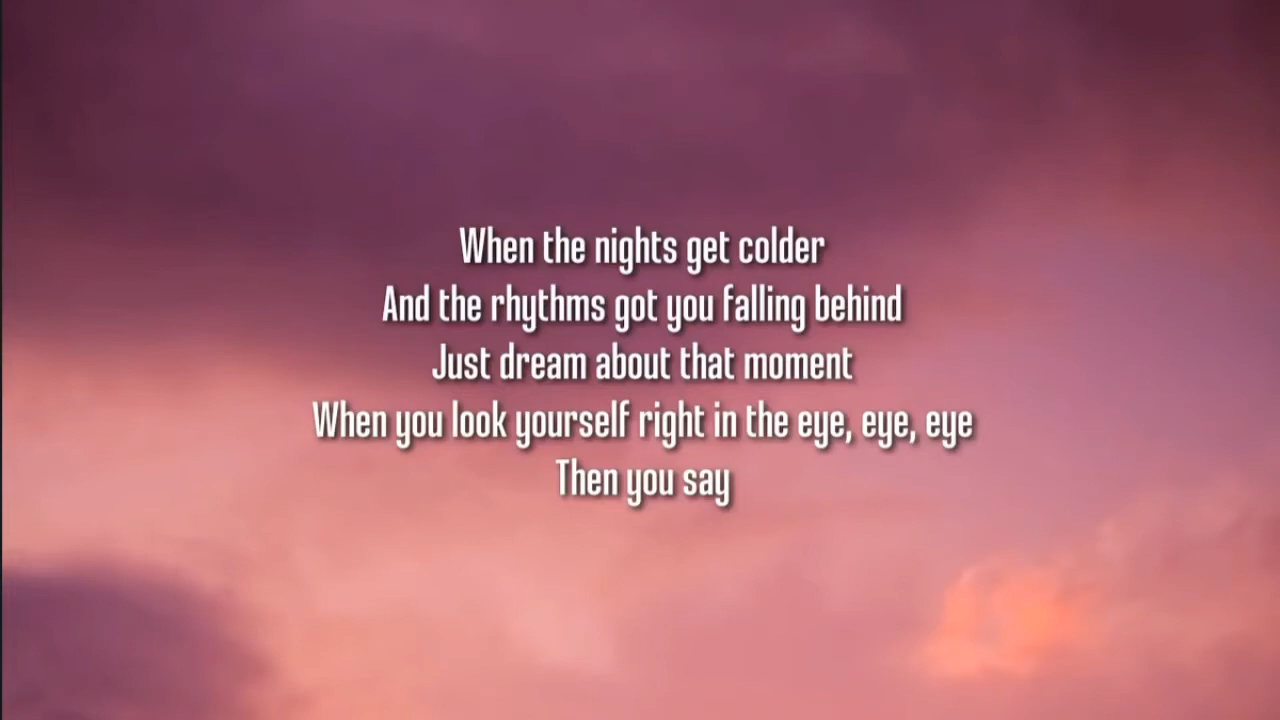 When the nights get colder
And the rhythms got you falling behind
Just dream about that moment
When you look yourself right in the eye, eye, eye
Then you say